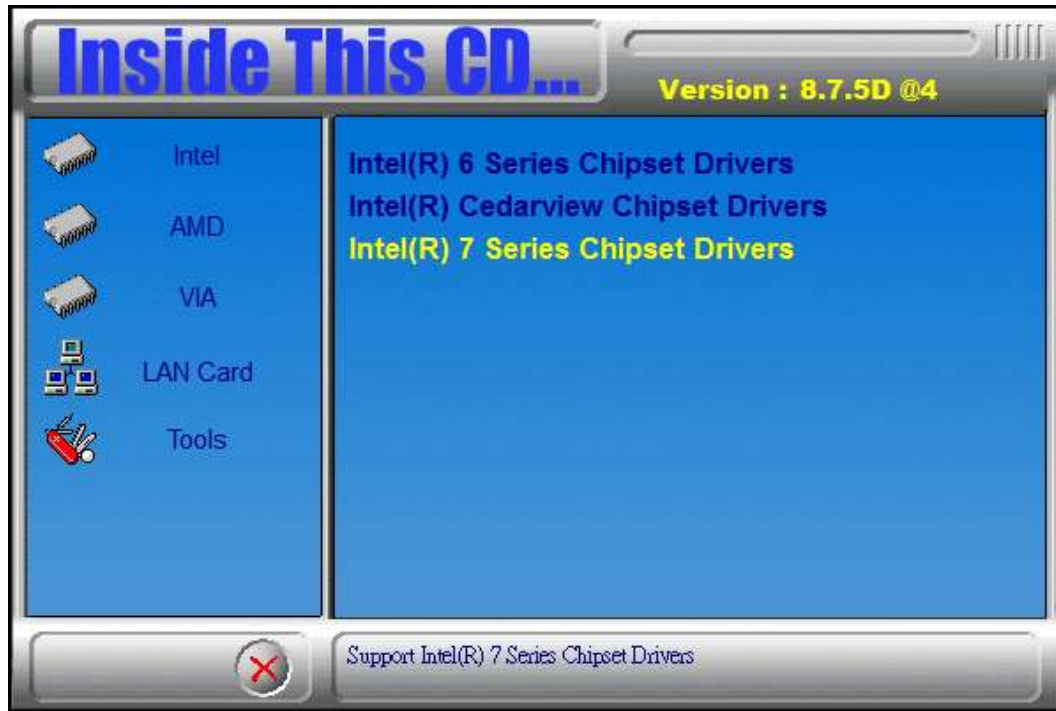 Inside This CD...
Version : 8.7.5D @4
Intel
AMD
VIA
LAN Card
Tools
Intel(R) 6 Series Chipset Drivers
Intel(R) Cedarview Chipset Drivers
Intel(R) 7 Series Chipset Drivers
Support Intel(R) 7 Series Chipset Drivers